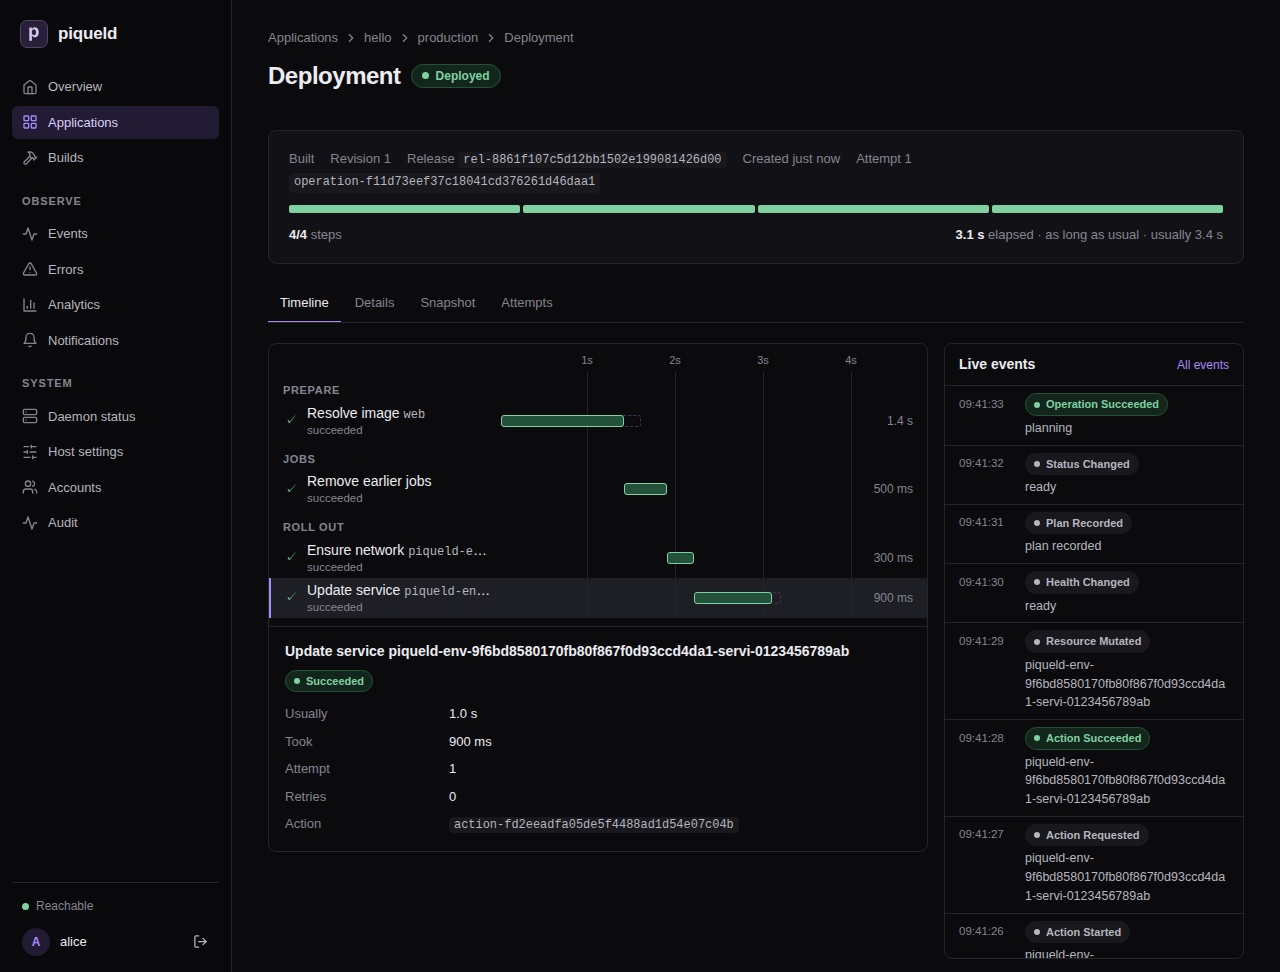 p piqueld
Overview
Applications
Builds
OBSERVE
Events
Errors
Analytics
Notifications
SYSTEM
Daemon status
Host settings
Accounts
Audit
Reachable
A alice
Applications > hello > production > Deployment
Deployment Deployed
Built Revision 1 Release rel-8861f107c5d12bb1502e199081426d00 Created just now Attempt 1
operation-f11d73eef37c18041cd376261d46daa1
4/4 steps 3.1 s elapsed · as long as usual · usually 3.4 s
Timeline Details Snapshot Attempts
1s 2s 3s 4s
PREPARE
✓ Resolve image web 1.4 s
succeeded
JOBS
✓ Remove earlier jobs 500 ms
succeeded
ROLL OUT
✓ Ensure network piqueld-e… 300 ms
succeeded
✓ Update service piqueld-en… 900 ms
succeeded
Update service piqueld-env-9f6bd8580170fb80f867f0d93ccd4da1-servi-0123456789ab
Succeeded
Usually 1.0 s
Took 900 ms
Attempt 1
Retries 0
Action action-fd2eeadfa05de5f4488ad1d54e07c04b
Live events All events
09:41:33 Operation Succeeded
planning
09:41:32 Status Changed
ready
09:41:31 Plan Recorded
plan recorded
09:41:30 Health Changed
ready
09:41:29 Resource Mutated
piqueld-env-
9f6bd8580170fb80f867f0d93ccd4da
1-servi-0123456789ab
09:41:28 Action Succeeded
piqueld-env-
9f6bd8580170fb80f867f0d93ccd4da
1-servi-0123456789ab
09:41:27 Action Requested
piqueld-env-
9f6bd8580170fb80f867f0d93ccd4da
1-servi-0123456789ab
09:41:26 Action Started
piqueld-env-